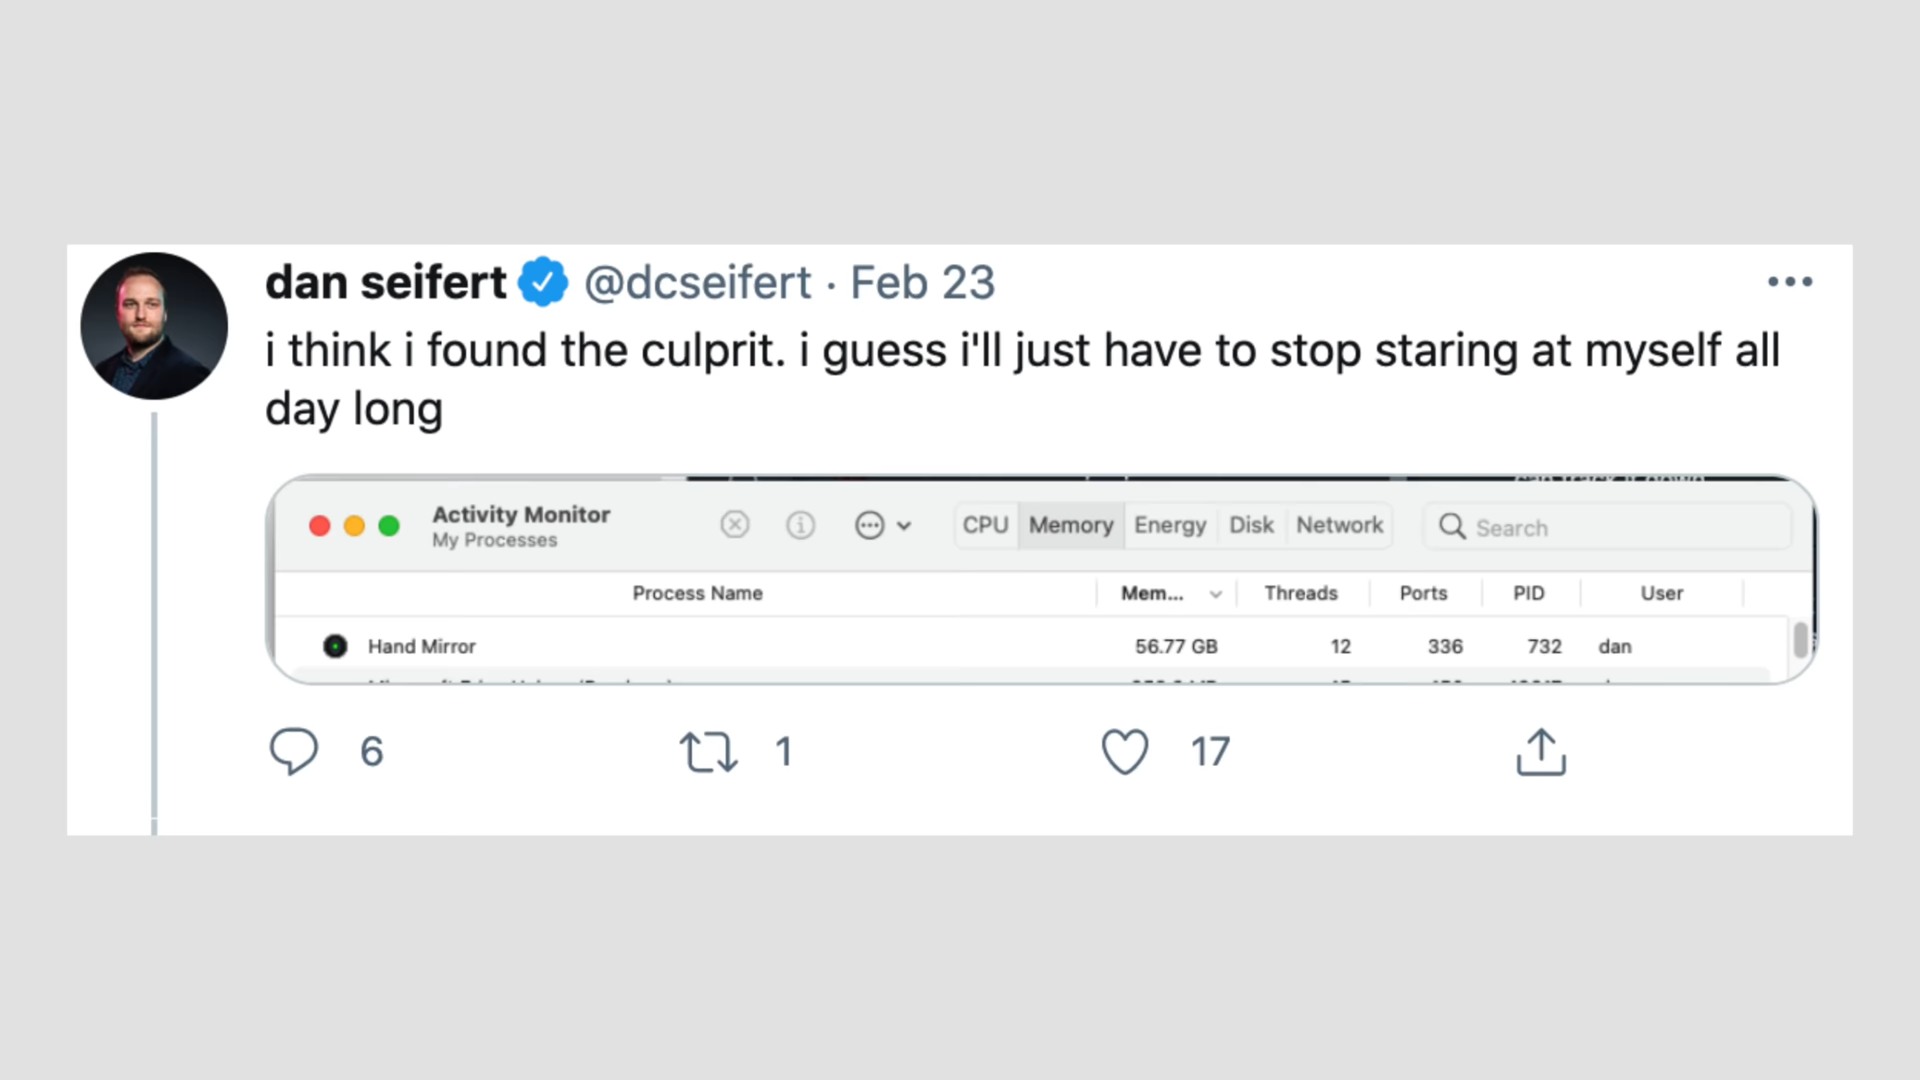 dan seifert @dcseifert · Feb 23
i think i found the culprit. i guess i'll just have to stop staring at myself all
day long
Activity Monitor
My Processes
CPU Memory Energy Disk Network
Search
Process Name Mem... Threads Ports PID User
Hand Mirror 56.77 GB 12 336 732 dan
6 1 17